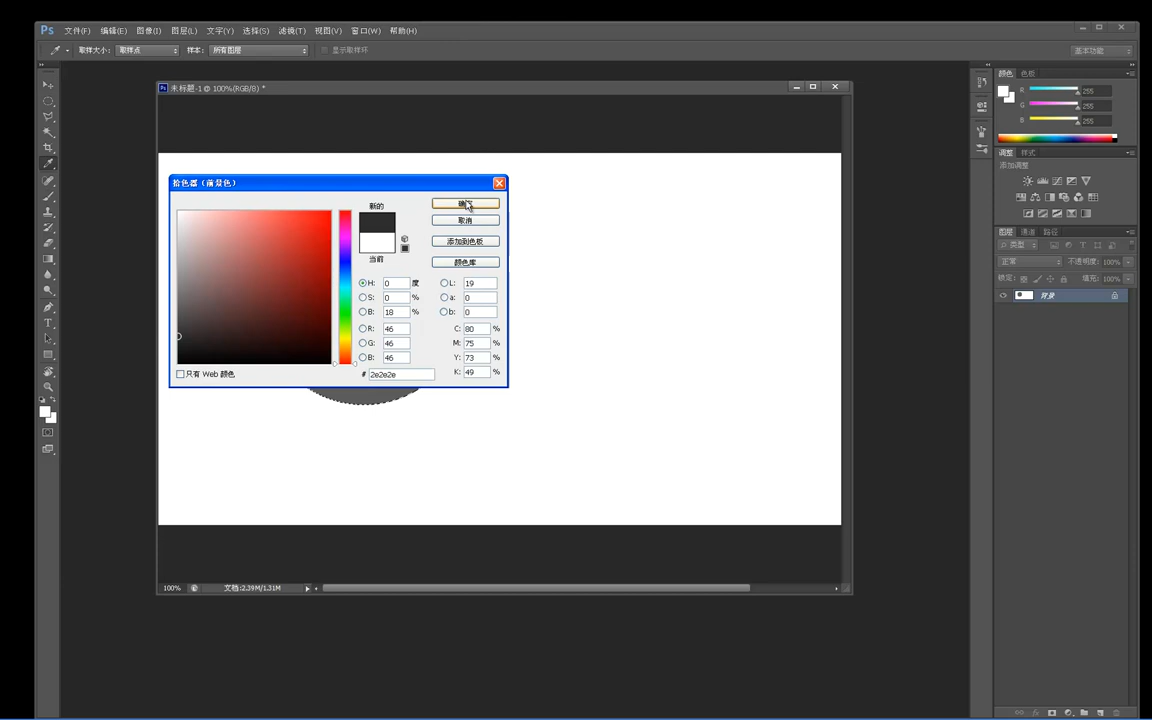 Ps 文件(F) 编辑(E) 图像(I) 图层(L) 文字(Y) 选择(S) 滤镜(T) 视图(V) 窗口(W) 帮助(H)
取样大小: 取样点 样本: 所有图层 显示取样环 基本功能
未标题-1 @ 100%(RGB/8) *
颜色 色板
R 255
G 255
B 255
调整 样式
添加调整
图层 通道 路径
类型
正常 不透明度: 100%
锁定: 填充: 100%
背景
拾色器（前景色）
新的
当前
确定
取消
添加到色板
颜色库
H: 0 度 L: 19
S: 0 % a: 0
B: 18 % b: 0
R: 46 C: 80 %
G: 46 M: 75 %
B: 46 Y: 73 %
# 2e2e2e K: 49 %
只有 Web 颜色
100% 文档:2.39M/1.31M